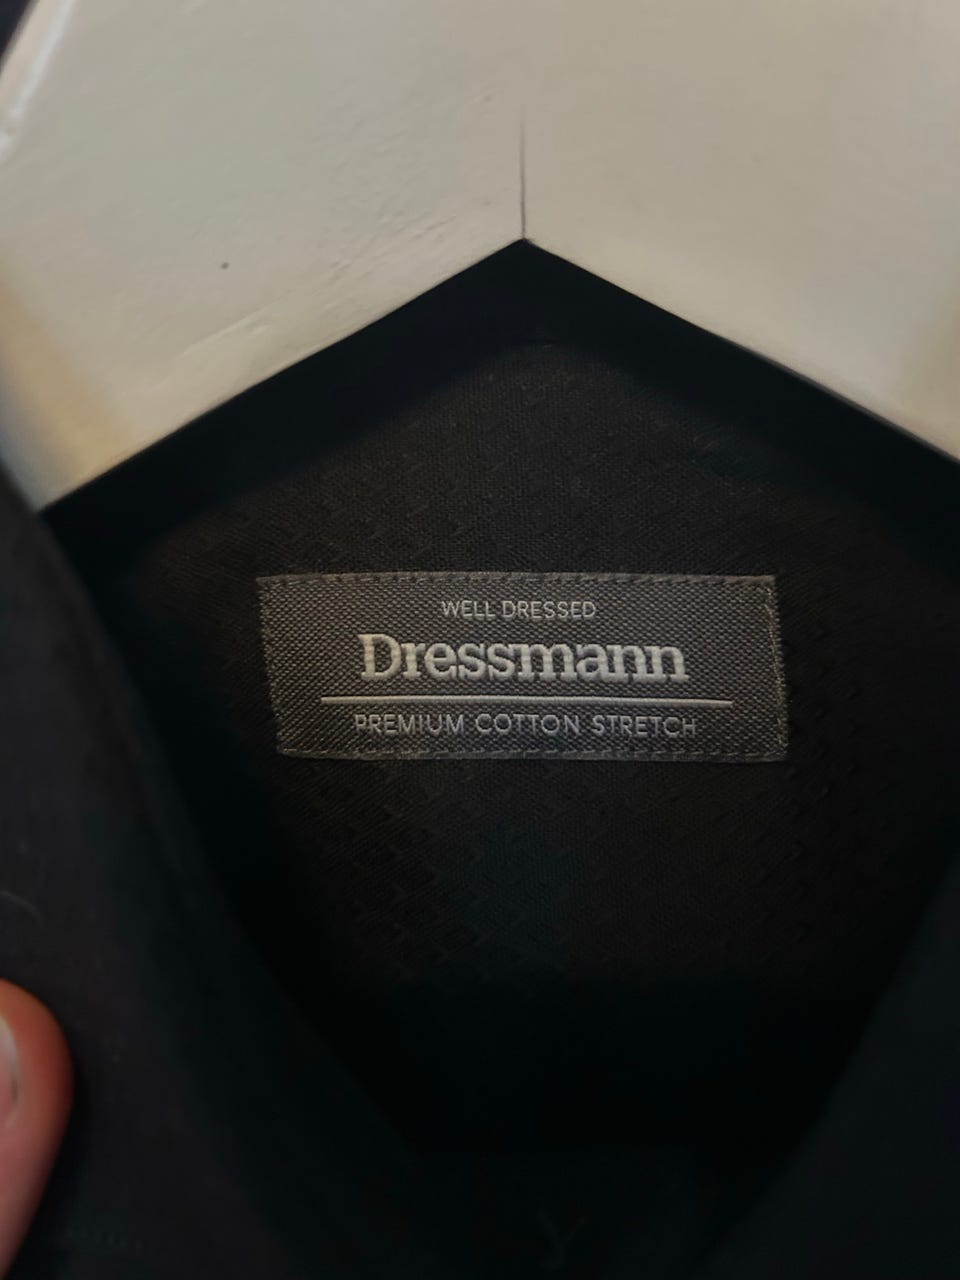 WELL DRESSED
Dressmann
PREMIUM COTTON STRETCH